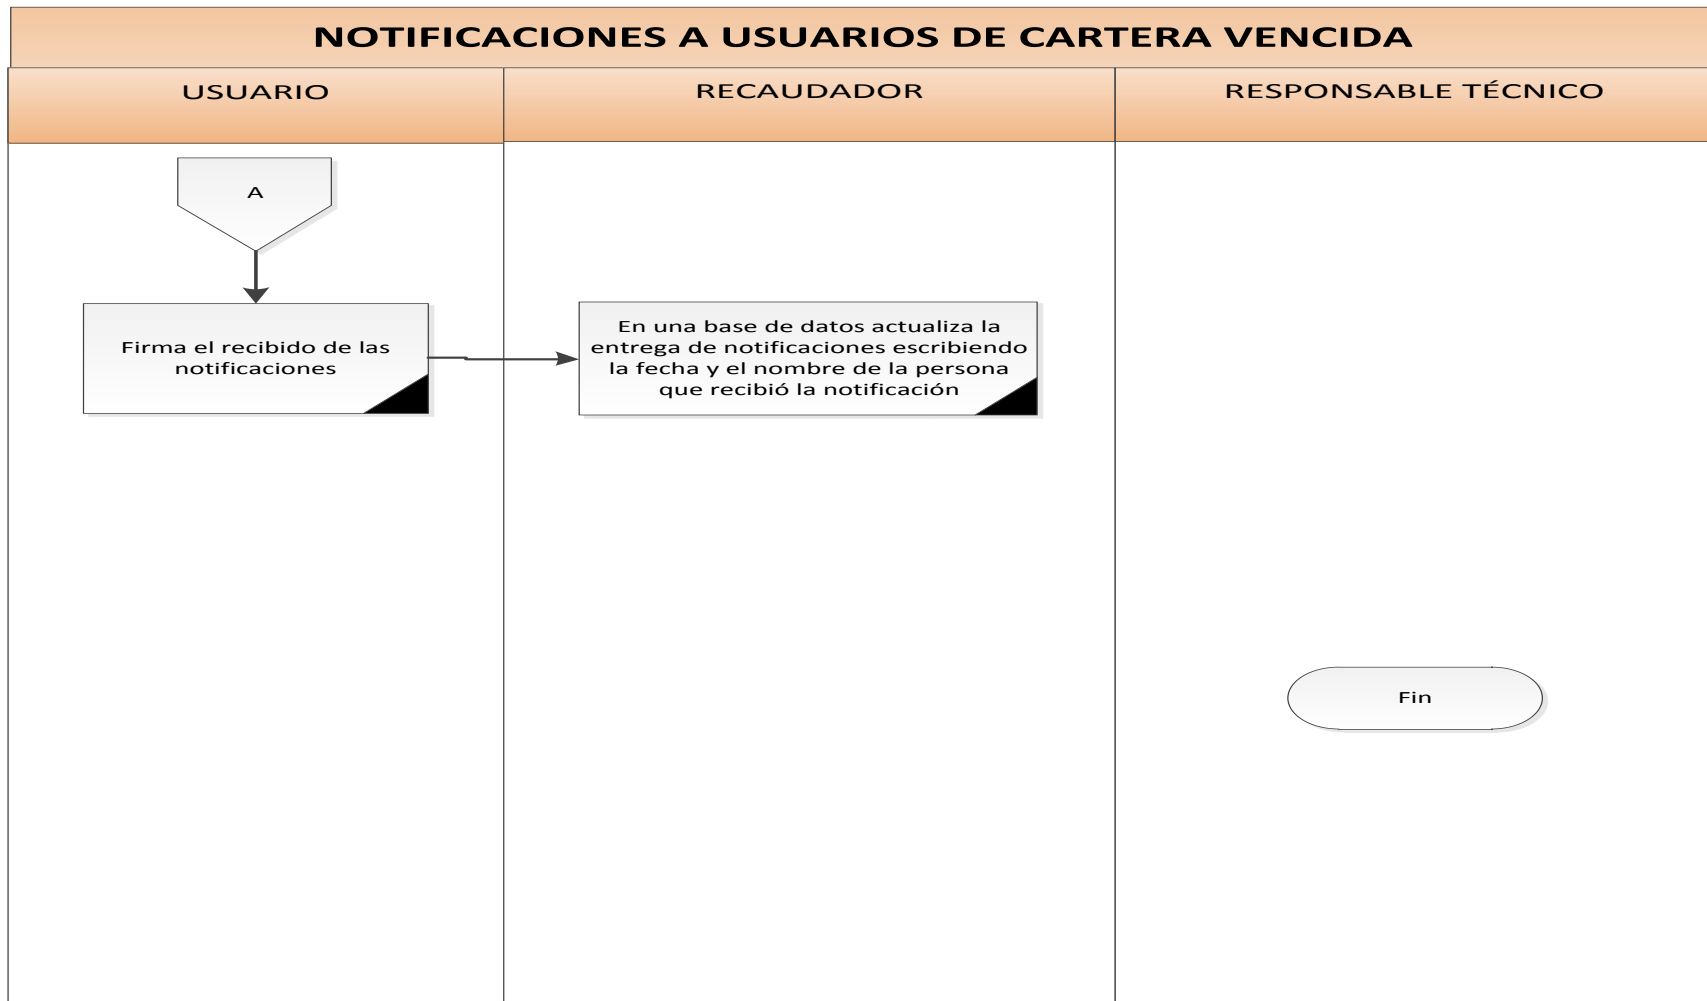 NOTIFICACIONES A USUARIOS DE CARTERA VENCIDA
USUARIO
RECAUDADOR
RESPONSABLE TÉCNICO
A
Firma el recibido de las
notificaciones
En una base de datos actualiza la
entrega de notificaciones escribiendo
la fecha y el nombre de la persona
que recibió la notificación
Fin